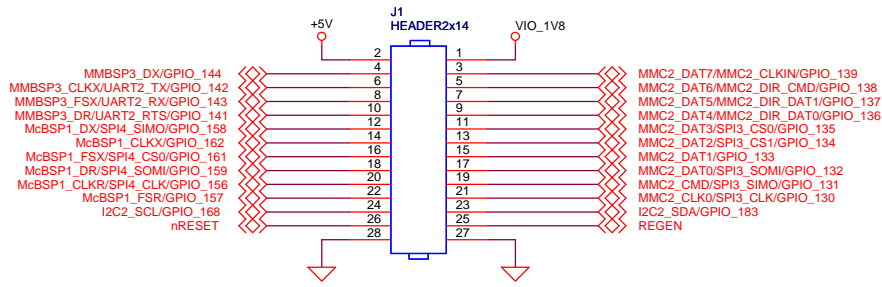 J1
HEADER2x14
+5V
VIO_1V8
2 1
MMBSP3_DX/GPIO_144 4 3 MMC2_DAT7/MMC2_CLKIN/GPIO_139
MMBSP3_CLKX/UART2_TX/GPIO_142 6 5 MMC2_DAT6/MMC2_DIR_CMD/GPIO_138
MMBSP3_FSX/UART2_RX/GPIO_143 8 7 MMC2_DAT5/MMC2_DIR_DAT1/GPIO_137
MMBSP3_DR/UART2_RTS/GPIO_141 10 9 MMC2_DAT4/MMC2_DIR_DAT0/GPIO_136
McBSP1_DX/SPI4_SIMO/GPIO_158 12 11 MMC2_DAT3/SPI3_CS0/GPIO_135
McBSP1_CLKX/GPIO_162 14 13 MMC2_DAT2/SPI3_CS1/GPIO_134
McBSP1_FSX/SPI4_CS0/GPIO_161 16 15 MMC2_DAT1/GPIO_133
McBSP1_DR/SPI4_SOMI/GPIO_159 18 17 MMC2_DAT0/SPI3_SOMI/GPIO_132
McBSP1_CLKR/SPI4_CLK/GPIO_156 20 19 MMC2_CMD/SPI3_SIMO/GPIO_131
McBSP1_FSR/GPIO_157 22 21 MMC2_CLK0/SPI3_CLK/GPIO_130
I2C2_SCL/GPIO_168 24 23 I2C2_SDA/GPIO_183
nRESET 26 25 REGEN
28 27